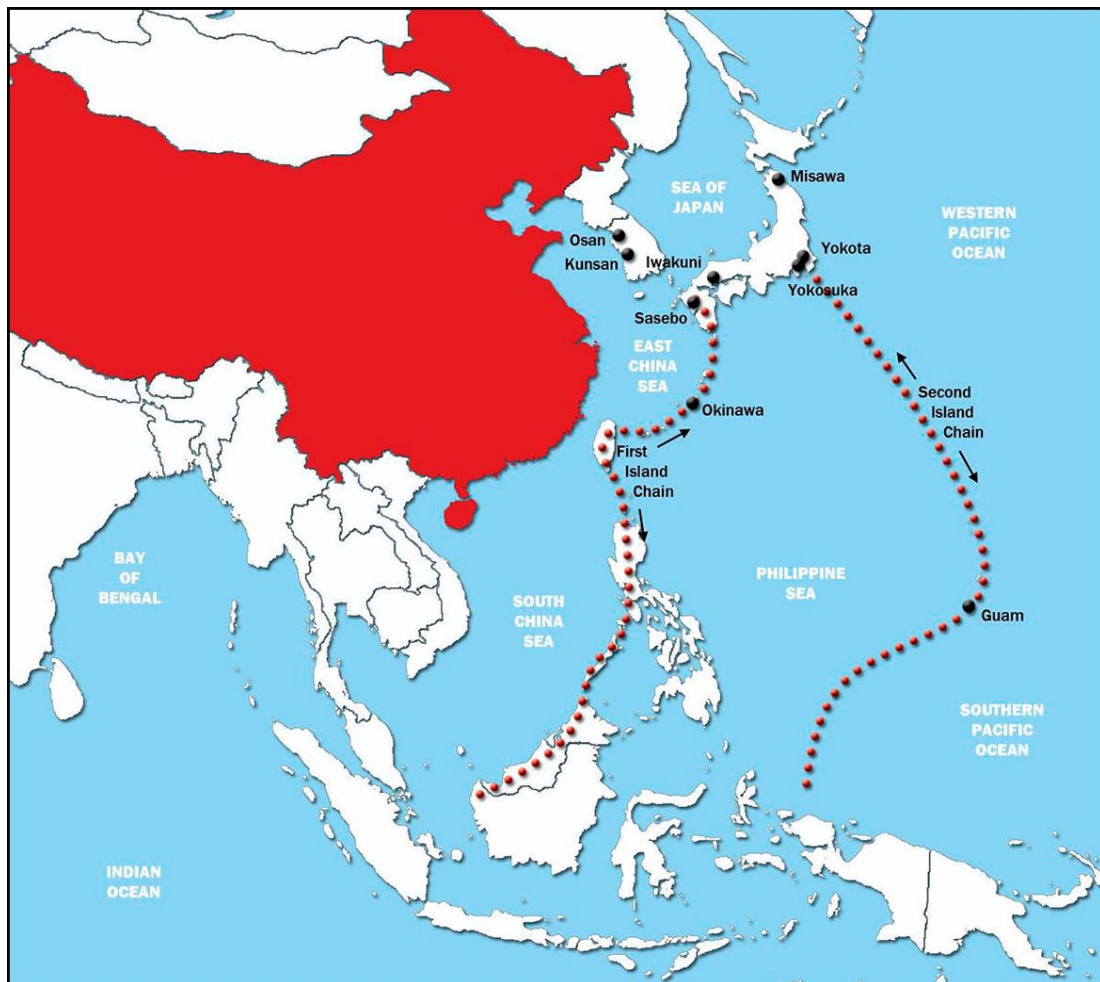 Misawa
SEA OF
JAPAN
WESTERN
PACIFIC
OCEAN
Osan
Yokota
Kunsan
Iwakuni
Yokosuka
Sasebo
EAST
CHINA
SEA
Second
Island
Chain
Okinawa
First
Island
Chain
BAY
OF
BENGAL
PHILIPPINE
SEA
SOUTH
CHINA
SEA
Guam
SOUTHERN
PACIFIC
OCEAN
INDIAN
OCEAN